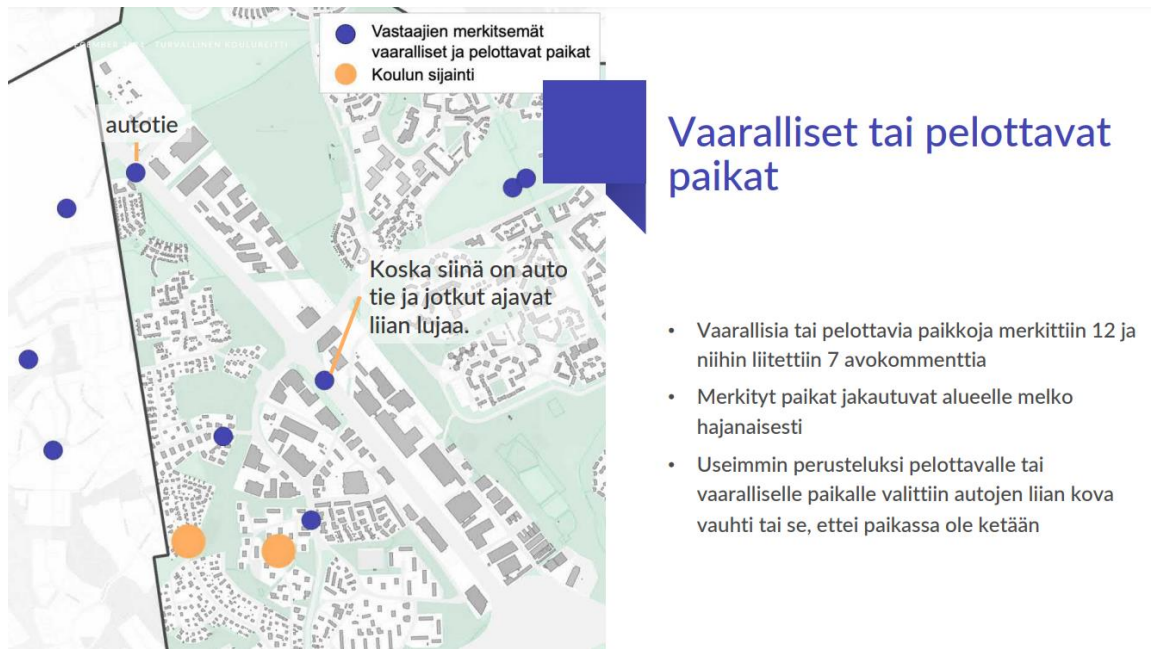 TURVALLINEN KOULUREITTI
Vastaajien merkitsemät
vaaralliset ja pelottavat paikat
Koulun sijainti
autotie
Koska siinä on auto
tie ja jotkut ajavat
liian lujaa.
Vaaralliset tai pelottavat
paikat
• Vaarallisia tai pelottavia paikkoja merkittiin 12 ja
niihin liitettiin 7 avokommenttia
• Merkityt paikat jakautuvat alueelle melko
hajanaisesti
• Useimmin perusteluksi pelottavalle tai
vaaralliselle paikalle valittiin autojen liian kova
vauhti tai se, ettei paikassa ole ketään